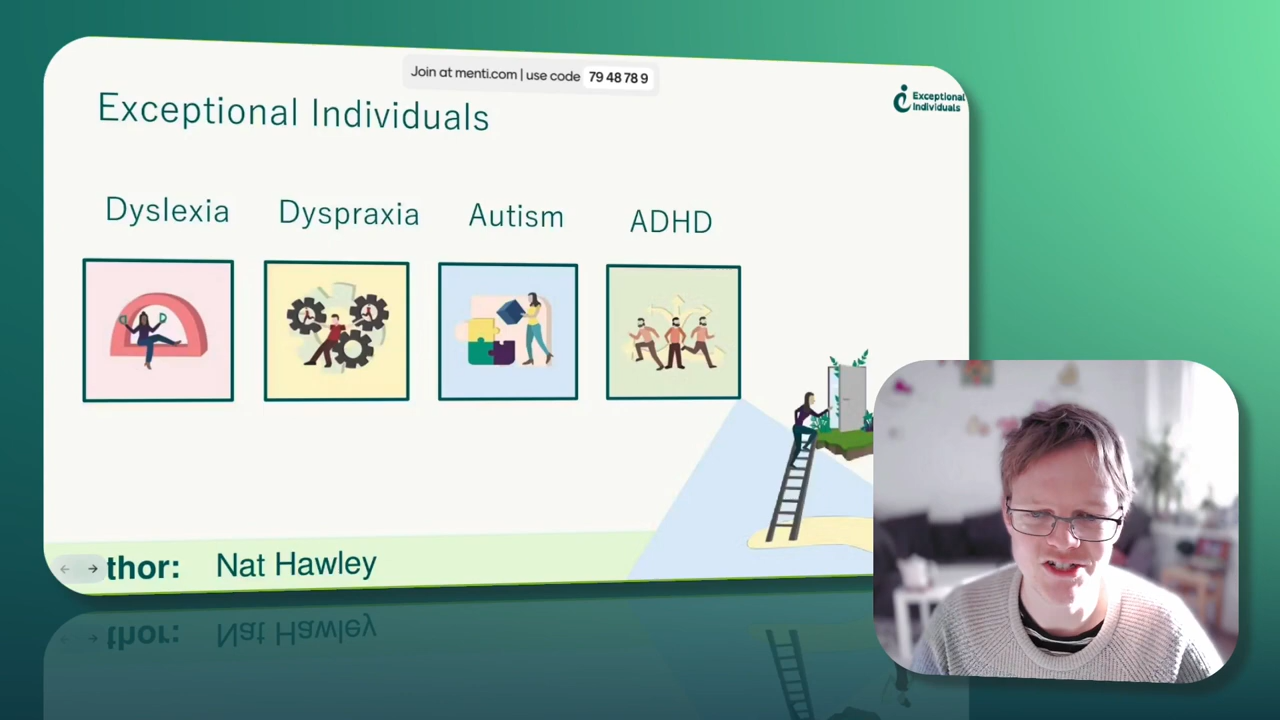 Join at menti.com | use code 79 48 78 9
Exceptional Individuals
Exceptional
Individuals
Dyslexia Dyspraxia Autism ADHD
← → thor: Nat Hawley